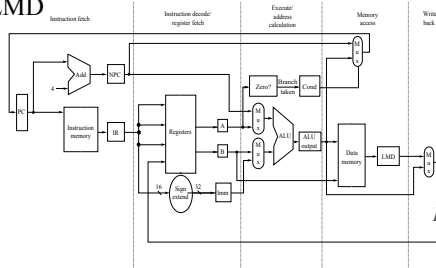 LMD
Instruction fetch
Instruction decode/
register fetch
Execute/
address
calculation
Memory
access
Write
back
M
u
x
Add
NPC
4
PC
Zero?
Branch
taken
Cond
Instruction
memory
IR
Registers
A
B
M
u
x
M
u
x
ALU
ALU
output
Data
memory
LMD
M
u
x
16
Sign
extend
32
Imm